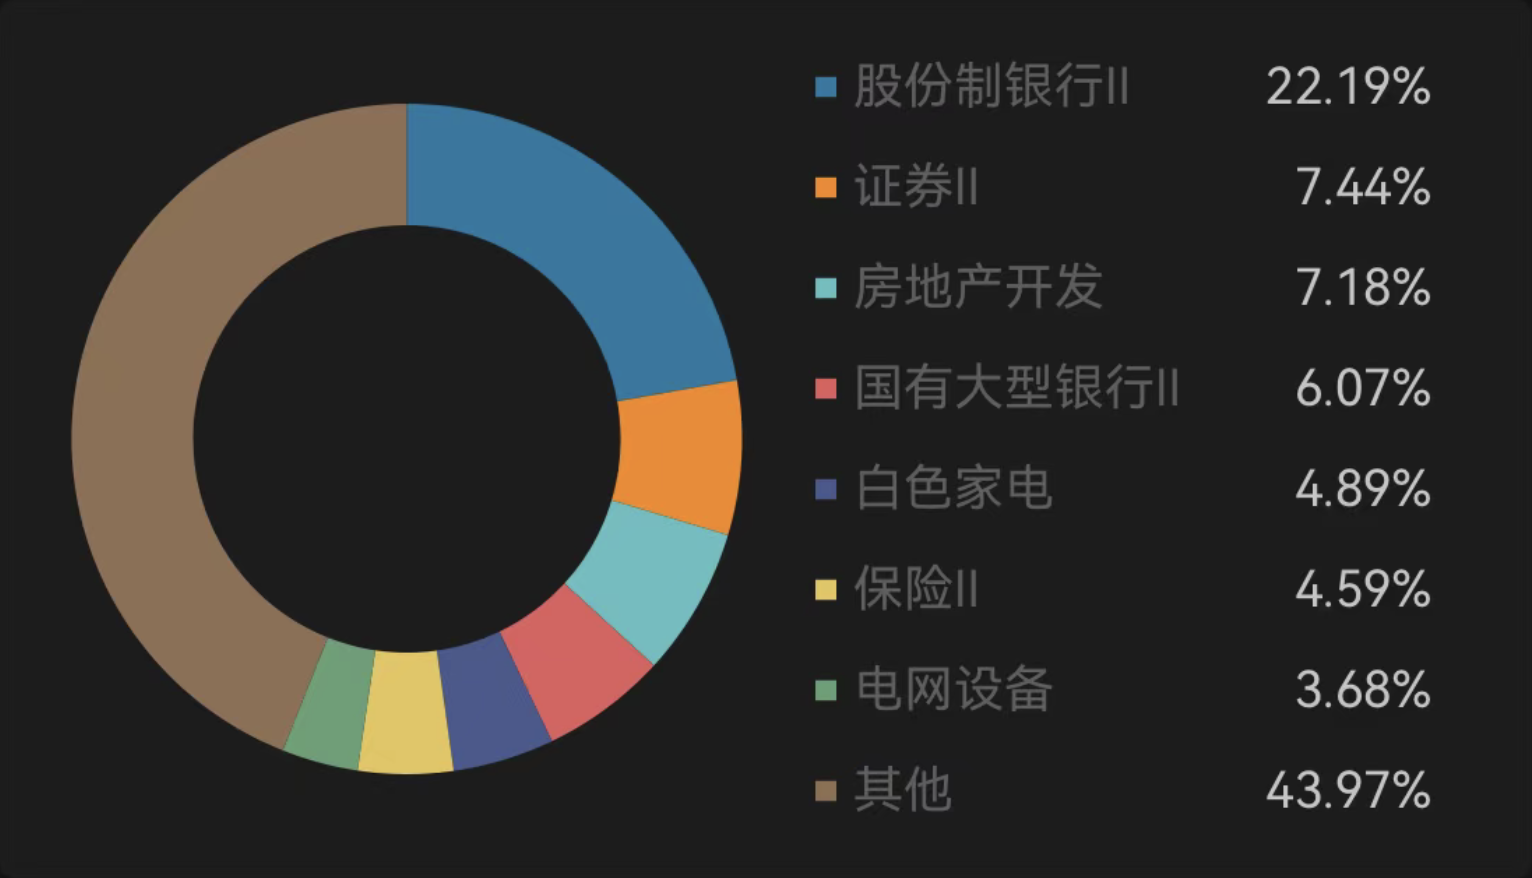 股份制银行II 22.19%
证券II 7.44%
房地产开发 7.18%
国有大型银行II 6.07%
白色家电 4.89%
保险II 4.59%
电网设备 3.68%
其他 43.97%